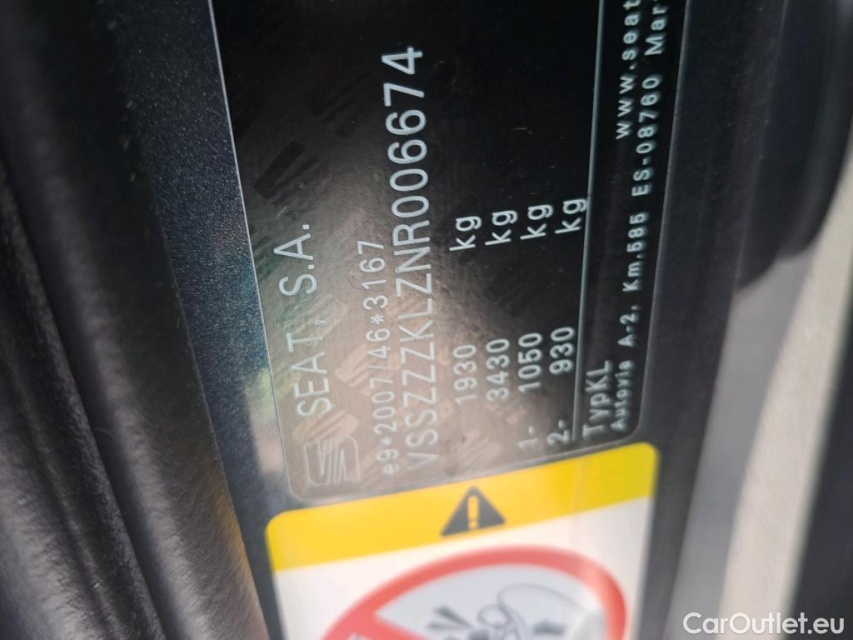 SEAT, S.A.
e9*2007/46*3167
VSSZZZKLZNR006674
1930 kg
3430 kg
1- 1050 kg
2- 930 kg
TypKL www.seat
Autovia A-2, Km.585 ES-08760 Mar
CarOutlet.eu